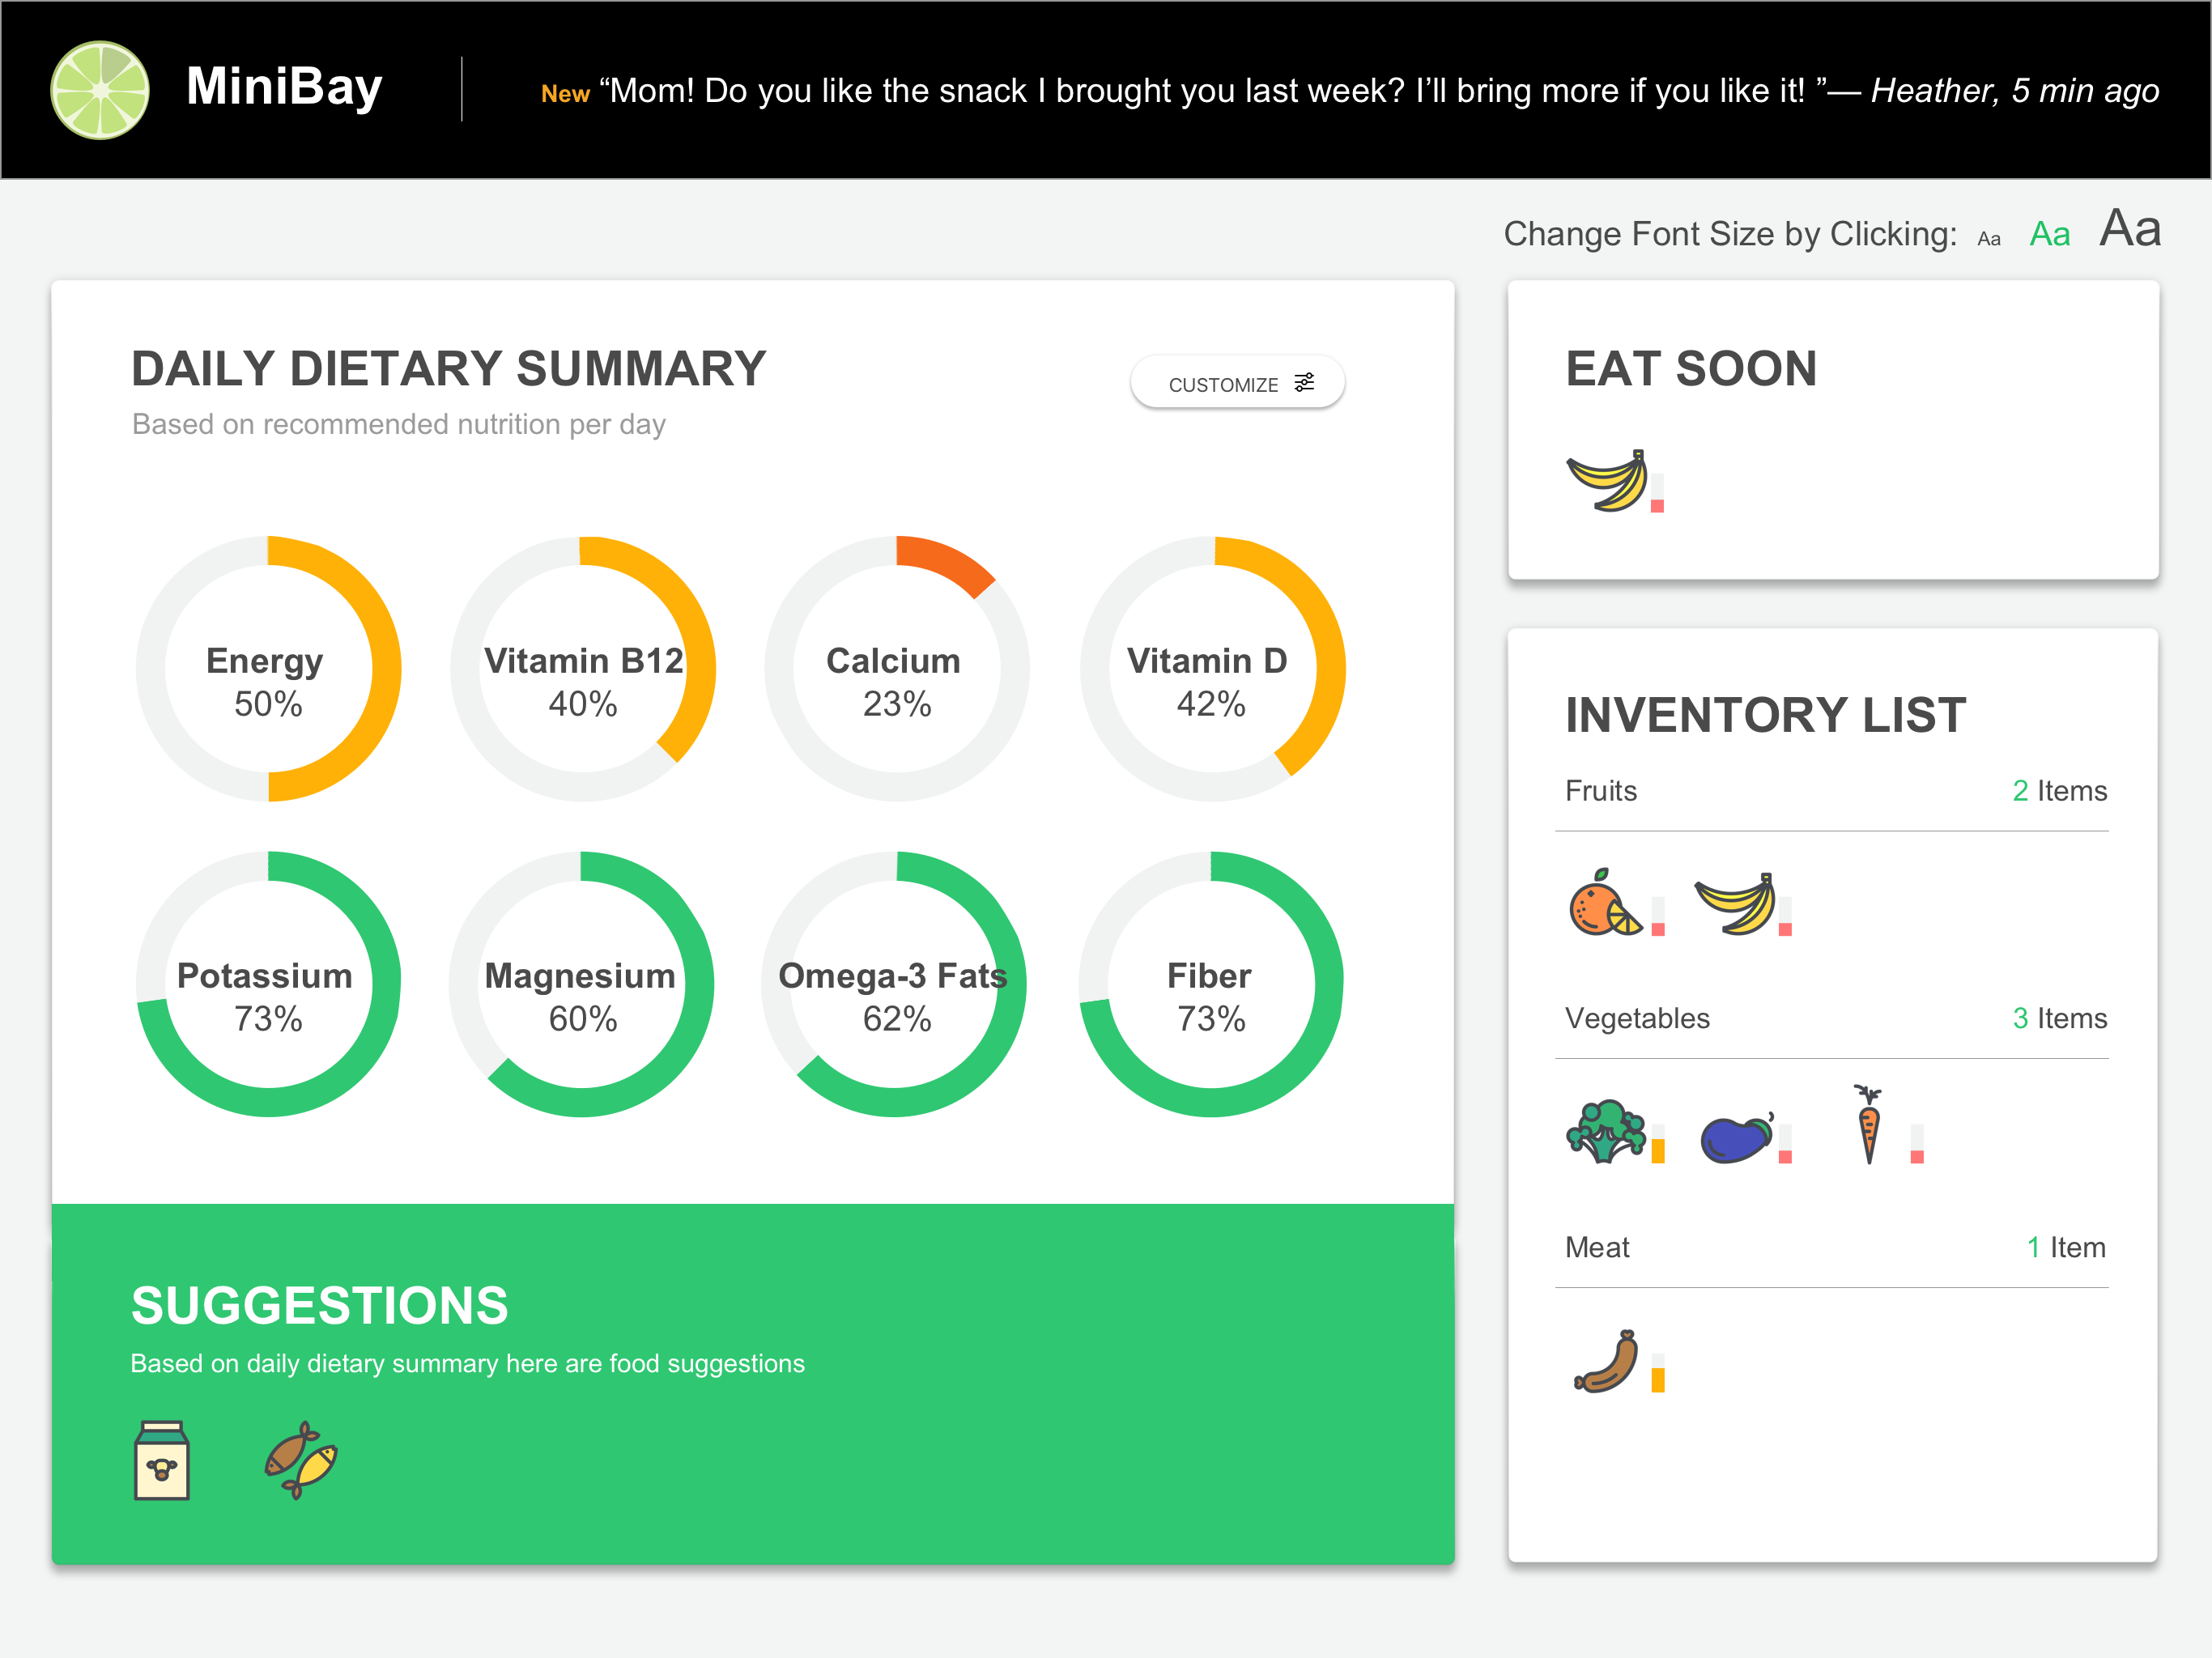 MiniBay
New “Mom! Do you like the snack I brought you last week? I’ll bring more if you like it! ”— Heather, 5 min ago
Change Font Size by Clicking: Aa Aa Aa
DAILY DIETARY SUMMARY
Based on recommended nutrition per day
CUSTOMIZE
Energy
50%
Vitamin B12
40%
Calcium
23%
Vitamin D
42%
Potassium
73%
Magnesium
60%
Omega-3 Fats
62%
Fiber
73%
SUGGESTIONS
Based on daily dietary summary here are food suggestions
EAT SOON
INVENTORY LIST
Fruits 2 Items
Vegetables 3 Items
Meat 1 Item